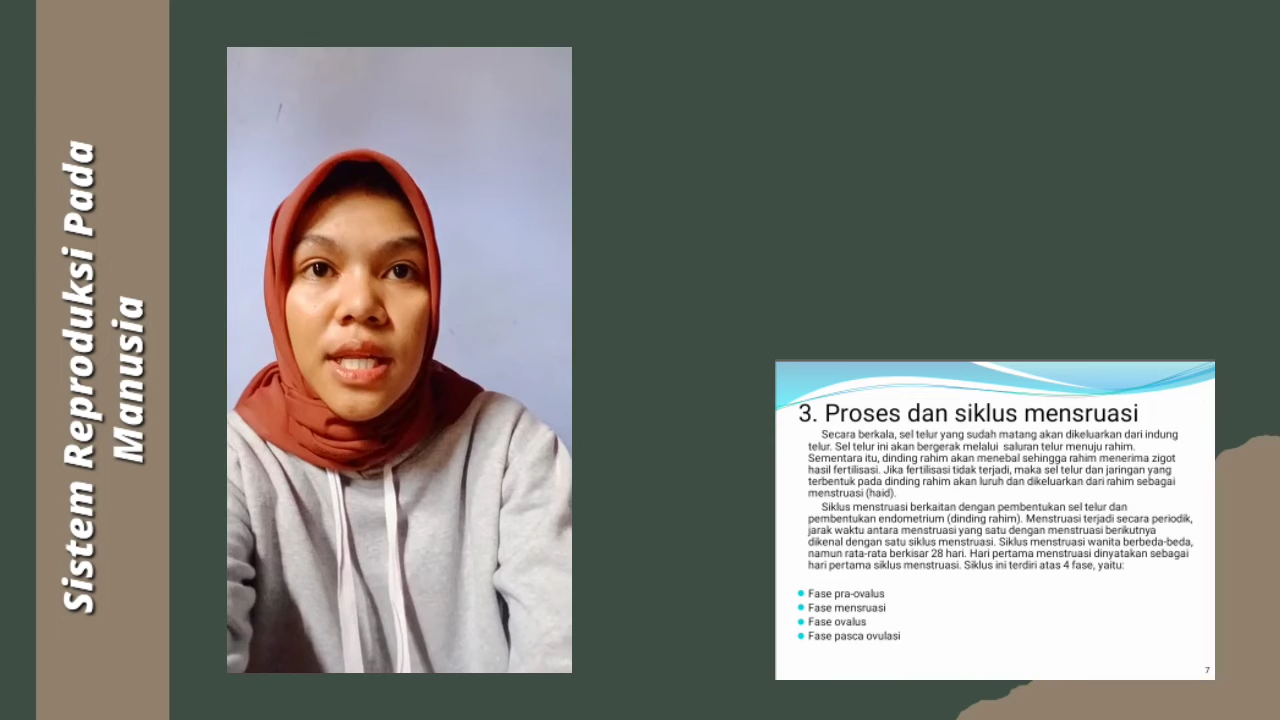 Sistem Reproduksi Pada
Manusia
3. Proses dan siklus mensruasi
Secara berkala, sel telur yang sudah matang akan dikeluarkan dari indung
telur. Sel telur ini akan bergerak melalui saluran telur menuju rahim.
Sementara itu, dinding rahim akan menebal sehingga rahim menerima zigot
hasil fertilisasi. Jika fertilisasi tidak terjadi, maka sel telur dan jaringan yang
terbentuk pada dinding rahim akan luruh dan dikeluarkan dari rahim sebagai
menstruasi (haid).
Siklus menstruasi berkaitan dengan pembentukan sel telur dan
pembentukan endometrium (dinding rahim). Menstruasi terjadi secara periodik,
jarak waktu antara menstruasi yang satu dengan menstruasi berikutnya
dikenal dengan satu siklus menstruasi. Siklus menstruasi wanita berbeda-beda,
namun rata-rata berkisar 28 hari. Hari pertama menstruasi dinyatakan sebagai
hari pertama siklus menstruasi. Siklus ini terdiri atas 4 fase, yaitu:
Fase pra-ovalus
Fase mensruasi
Fase ovalus
Fase pasca ovulasi
7